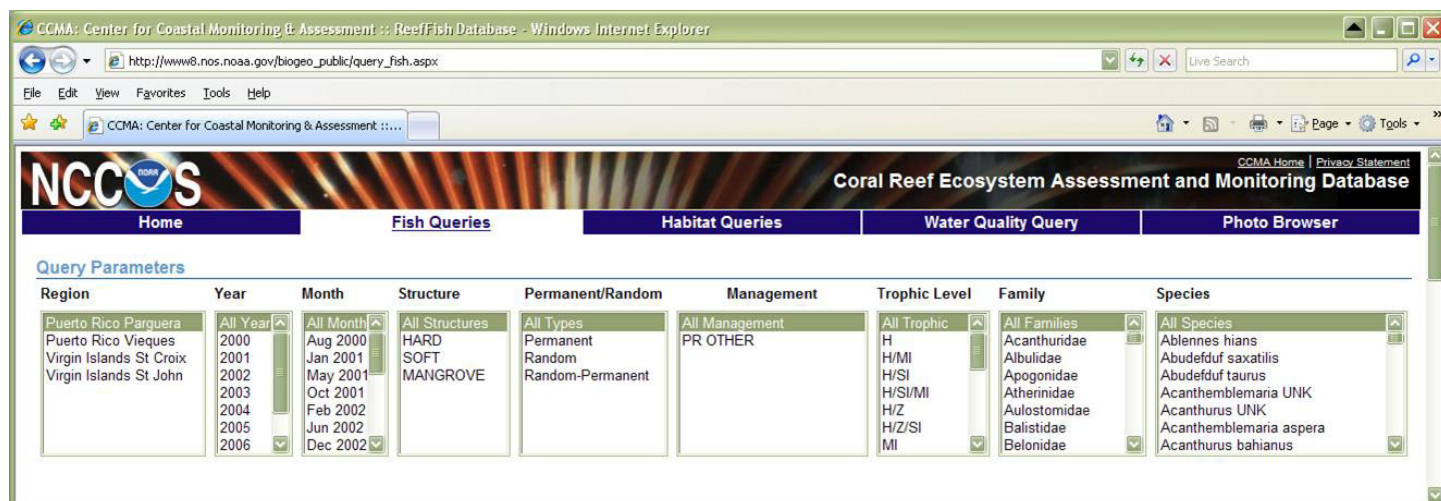 CCMA: Center for Coastal Monitoring & Assessment :: ReefFish Database - Windows Internet Explorer
http://www8.nos.noaa.gov/biogeo_public/query_fish.aspx
Live Search
File Edit View Favorites Tools Help
CCMA: Center for Coastal Monitoring & Assessment ::...
Page Tools »
NCCOS
NOAA
CCMA Home | Privacy Statement
Coral Reef Ecosystem Assessment and Monitoring Database
Home Fish Queries Habitat Queries Water Quality Query Photo Browser
Query Parameters
Region Year Month Structure Permanent/Random Management Trophic Level Family Species
Puerto Rico Parguera All Year All Month All Structures All Types All Management All Trophic All Families All Species
Puerto Rico Vieques 2000 Aug 2000 HARD Permanent PR OTHER H Acanthuridae Ablennes hians
Virgin Islands St Croix 2001 Jan 2001 SOFT Random H/MI Albulidae Abudefduf saxatilis
Virgin Islands St John 2002 May 2001 MANGROVE Random-Permanent H/SI Apogonidae Abudefduf taurus
2003 Oct 2001 H/SI/MI Atherinidae Acanthemblemaria UNK
2004 Feb 2002 H/Z Aulostomidae Acanthurus UNK
2005 Jun 2002 H/Z/SI Balistidae Acanthemblemaria aspera
2006 Dec 2002 MI Belonidae Acanthurus bahianus